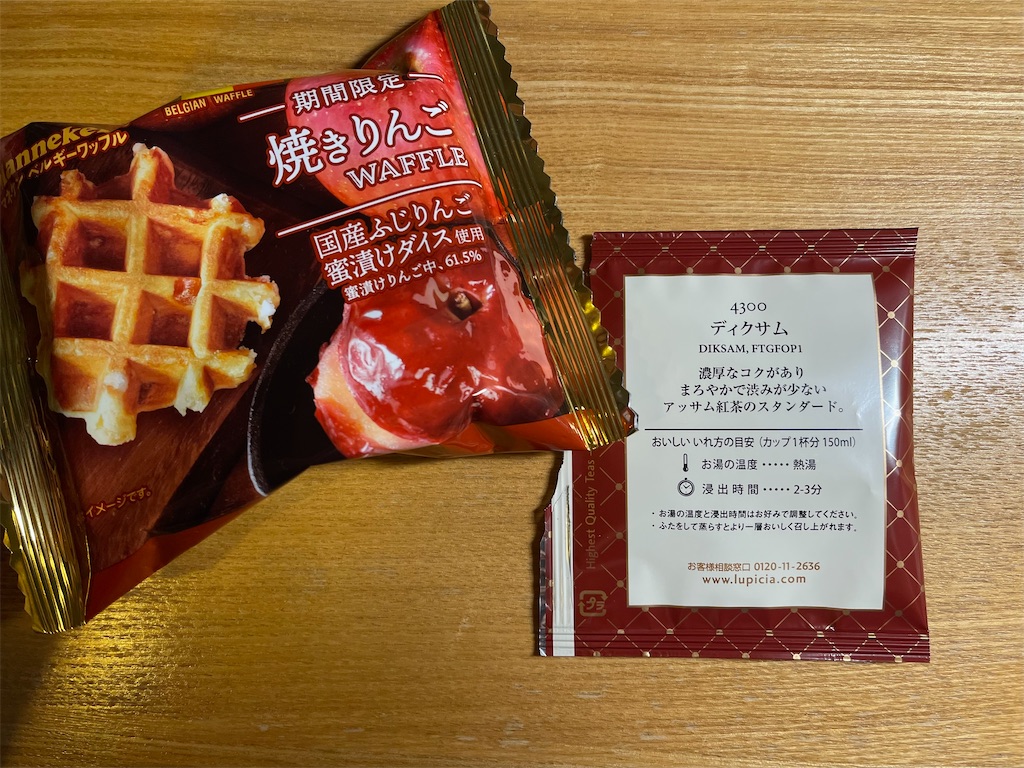 BELGIAN WAFFLE
anneke
マネケン ベルギーワッフル
期間限定
焼きりんご
WAFFLE
国産ふじりんご
蜜漬けダイス使用
蜜漬けりんご中、61.5%
イメージです。
4300
ディクサム
DIKSAM, FTGFOP1
濃厚なコクがあり
まろやかで渋みが少ない
アッサム紅茶のスタンダード。
おいしい いれ方の目安（カップ1杯分 150ml）
お湯の温度・・・・・熱湯
浸出時間・・・・・2-3分
・お湯の温度と浸出時間はお好みで調整してください。
・ふたをして蒸らすとより一層おいしく召し上がれます。
お客様相談窓口 0120-11-2636
www.lupicia.com
Highest Quality Teas
プラ